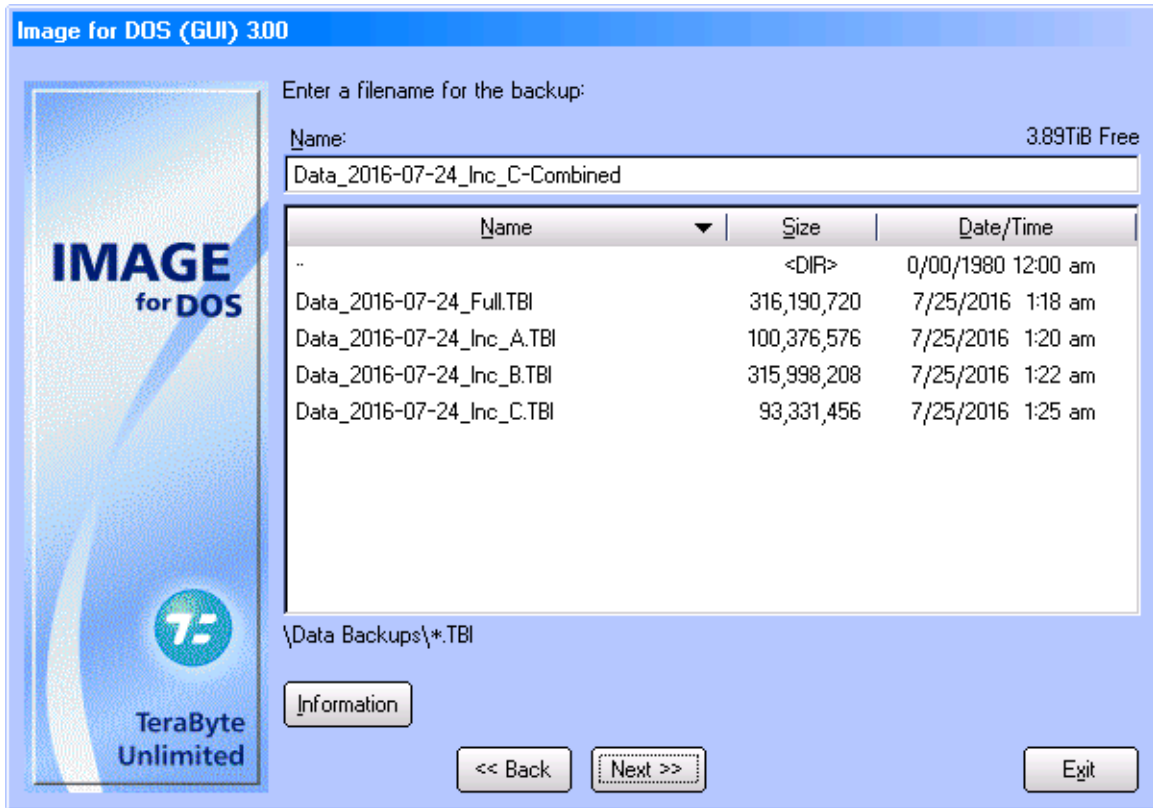 Image for DOS (GUI) 3.00
Enter a filename for the backup:
Name: 3.89TiB Free
Data_2016-07-24_Inc_C-Combined
Name Size Date/Time
.. <DIR> 0/00/1980 12:00 am
Data_2016-07-24_Full.TBI 316,190,720 7/25/2016 1:18 am
Data_2016-07-24_Inc_A.TBI 100,376,576 7/25/2016 1:20 am
Data_2016-07-24_Inc_B.TBI 315,998,208 7/25/2016 1:22 am
Data_2016-07-24_Inc_C.TBI 93,331,456 7/25/2016 1:25 am
\Data Backups\*.TBI
Information
<< Back Next >> Exit
IMAGE
for DOS
TeraByte
Unlimited